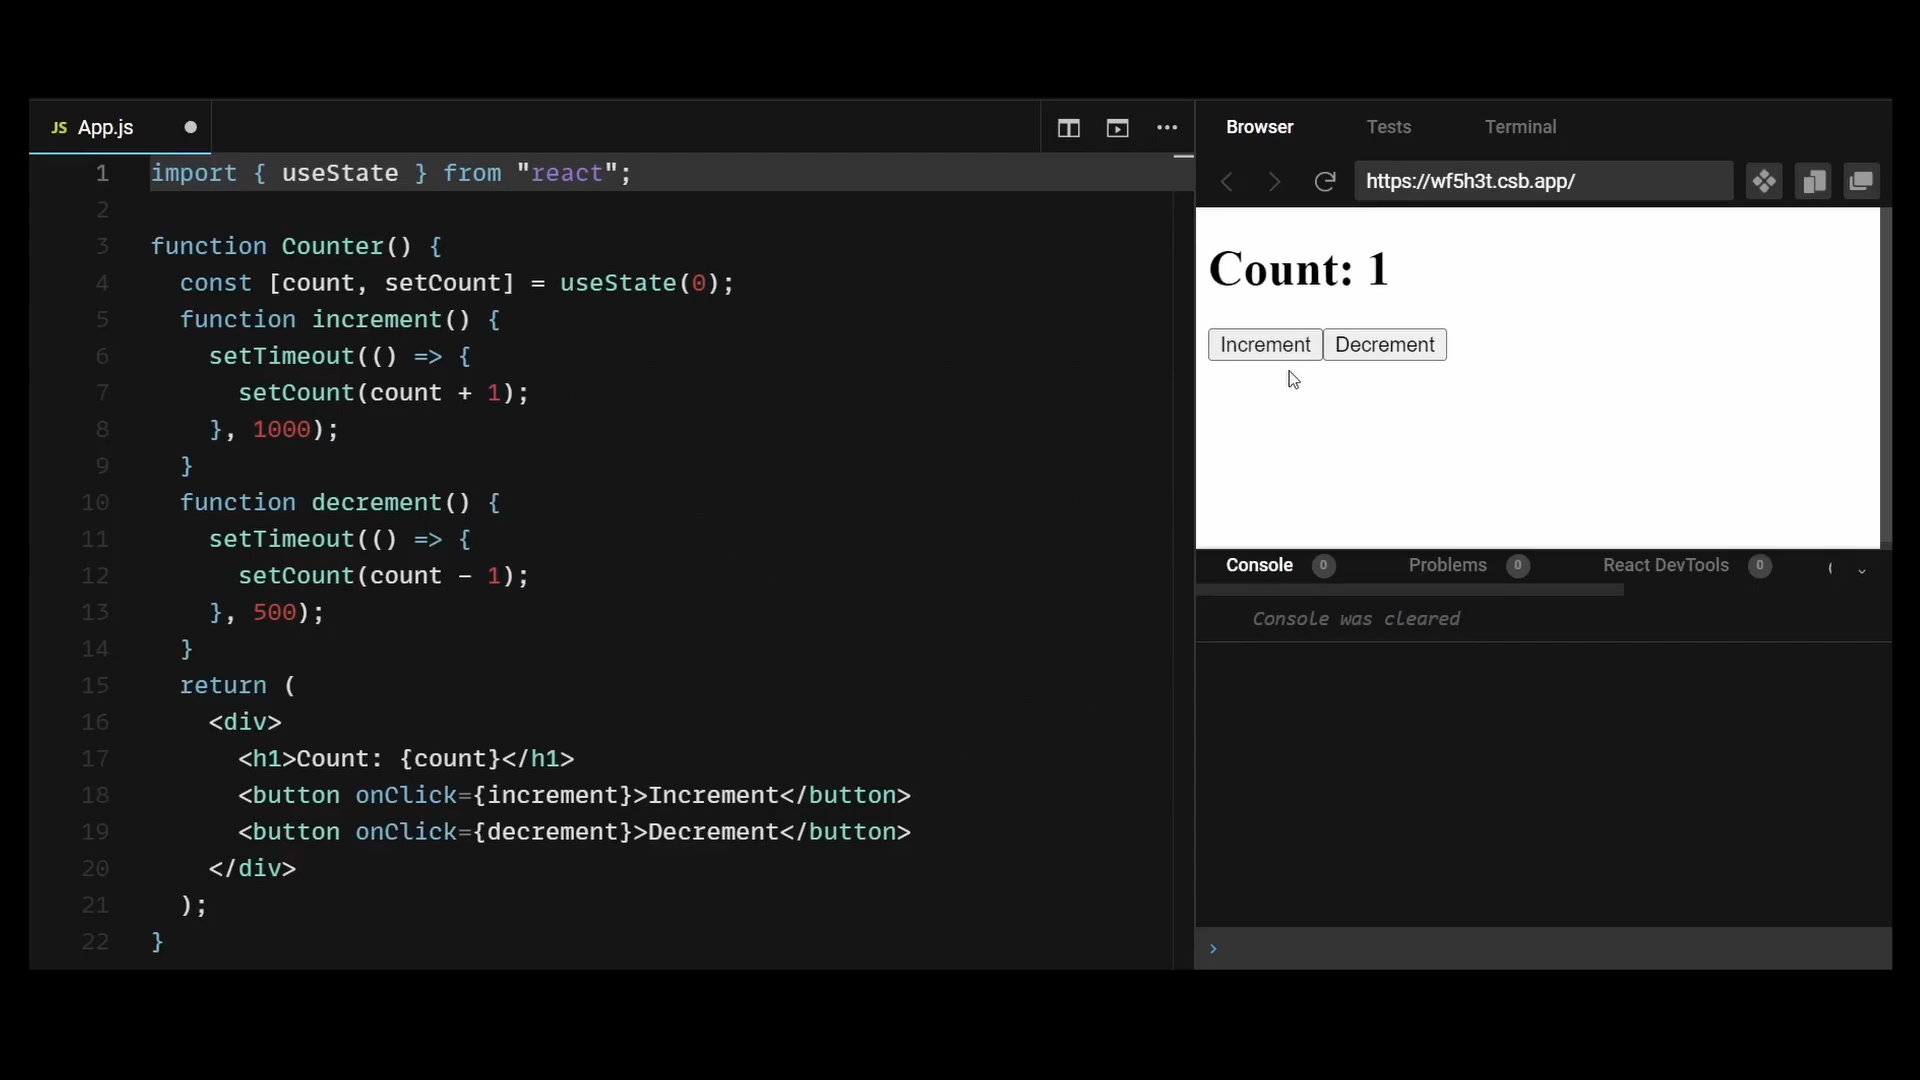 JS App.js
1 import { useState } from "react";
2
3 function Counter() {
4 const [count, setCount] = useState(0);
5 function increment() {
6 setTimeout(() => {
7 setCount(count + 1);
8 }, 1000);
9 }
10 function decrement() {
11 setTimeout(() => {
12 setCount(count - 1);
13 }, 500);
14 }
15 return (
16 <div>
17 <h1>Count: {count}</h1>
18 <button onClick={increment}>Increment</button>
19 <button onClick={decrement}>Decrement</button>
20 </div>
21 );
22 }
Browser Tests Terminal
https://wf5h3t.csb.app/
Count: 1
Increment Decrement
Console 0 Problems 0 React DevTools 0
Console was cleared